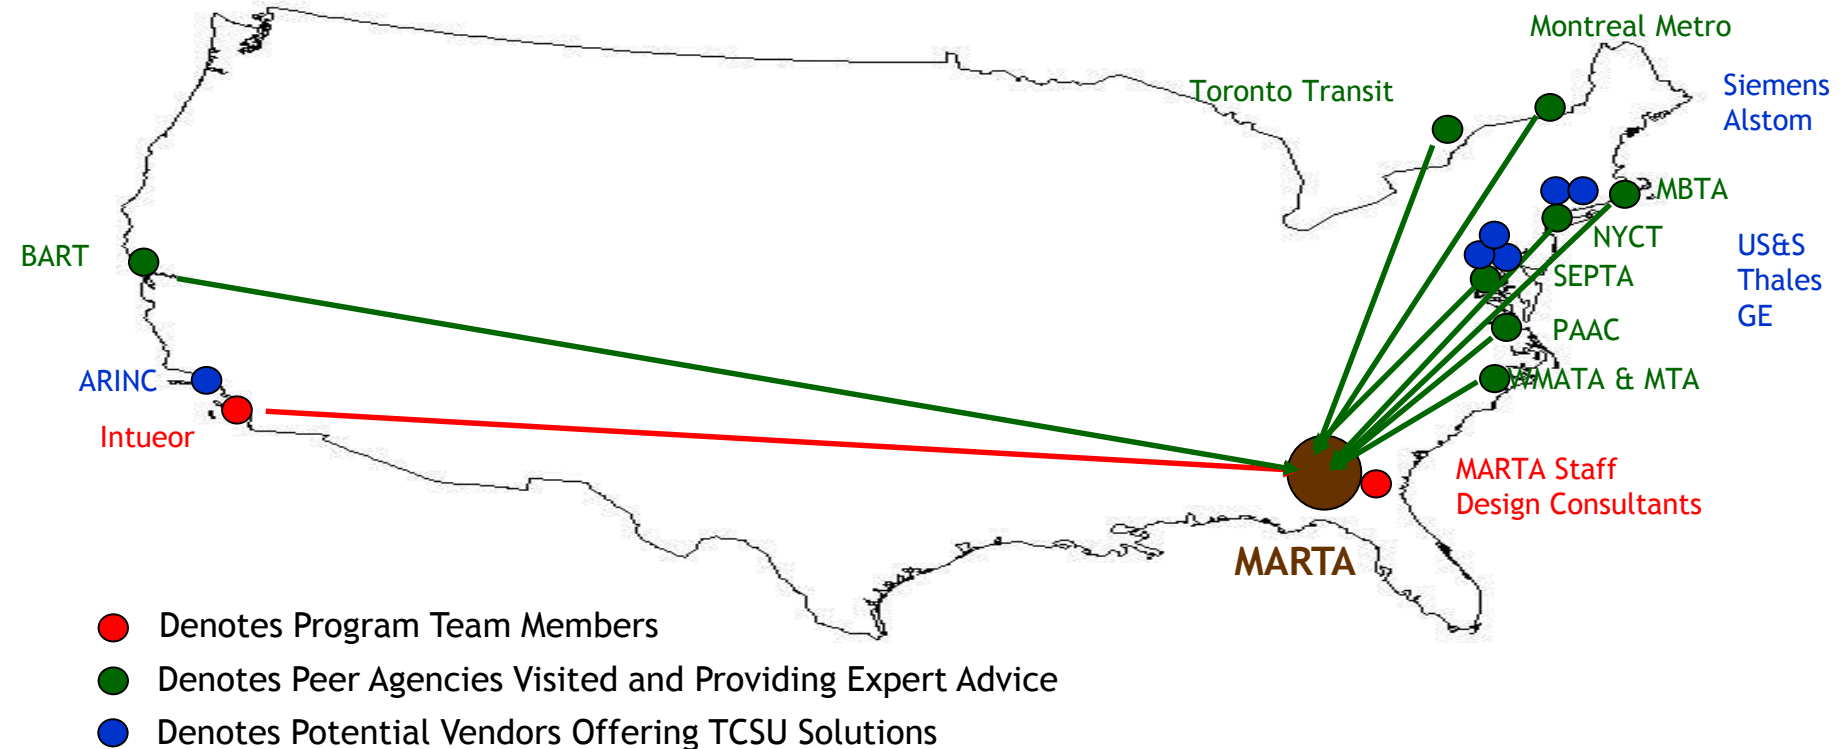 Montreal Metro
Toronto Transit
Siemens
Alstom
MBTA
NYCT
US&S
Thales
GE
BART
SEPTA
PAAC
ARINC
WMATA & MTA
Intueor
MARTA Staff
Design Consultants
MARTA
Denotes Program Team Members
Denotes Peer Agencies Visited and Providing Expert Advice
Denotes Potential Vendors Offering TCSU Solutions